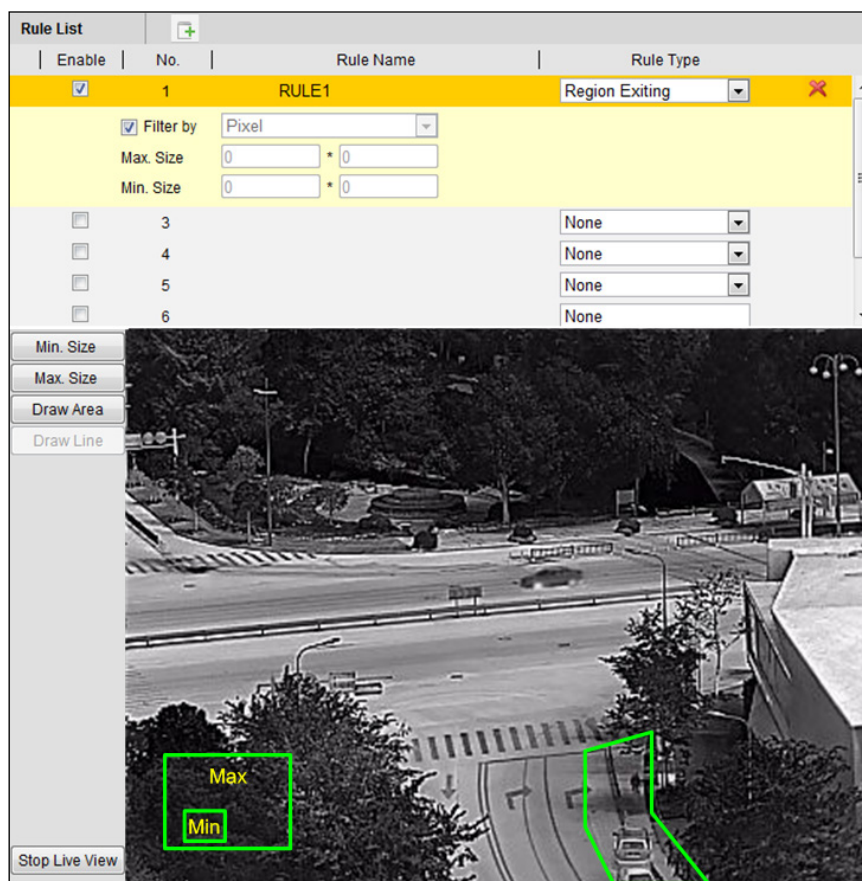 Rule List
Enable No. Rule Name Rule Type
1 RULE1 Region Exiting
Filter by Pixel
Max. Size 0 * 0
Min. Size 0 * 0
3 None
4 None
5 None
6 None
Min. Size
Max. Size
Draw Area
Draw Line
Max
Min
Stop Live View